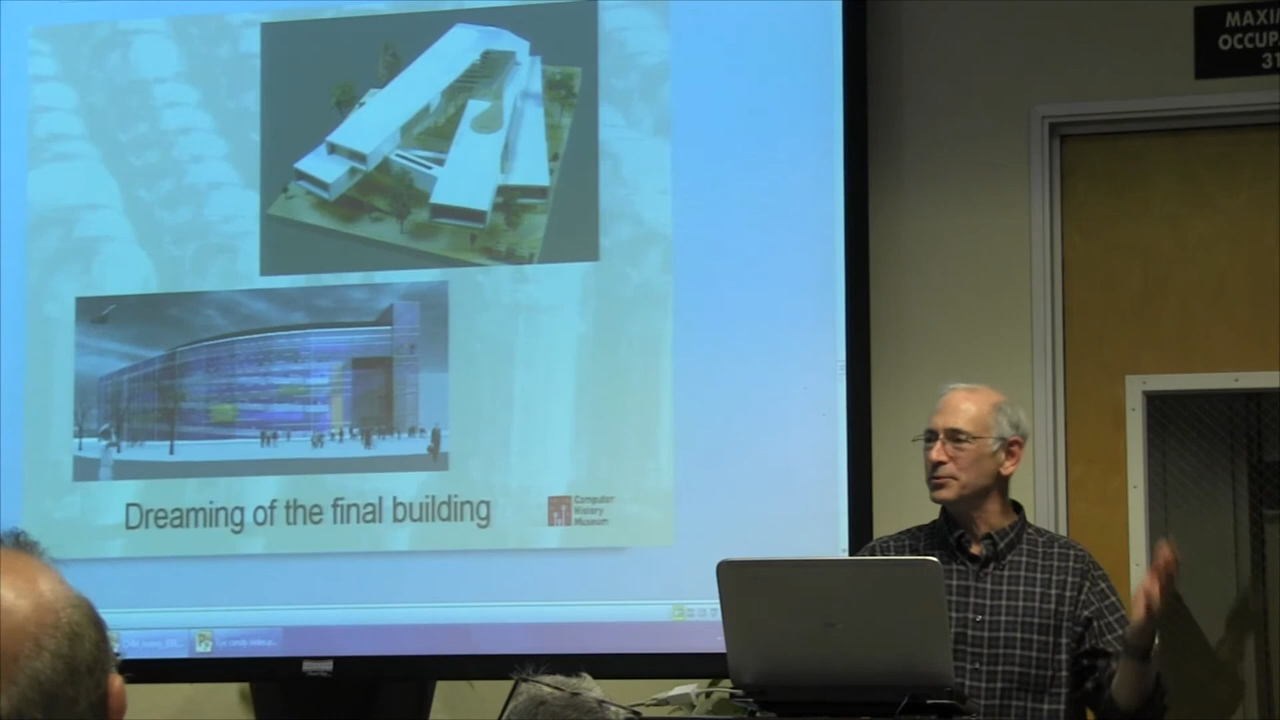 MAXI
OCCUP
31
Dreaming of the final building
Computer
History
Museum